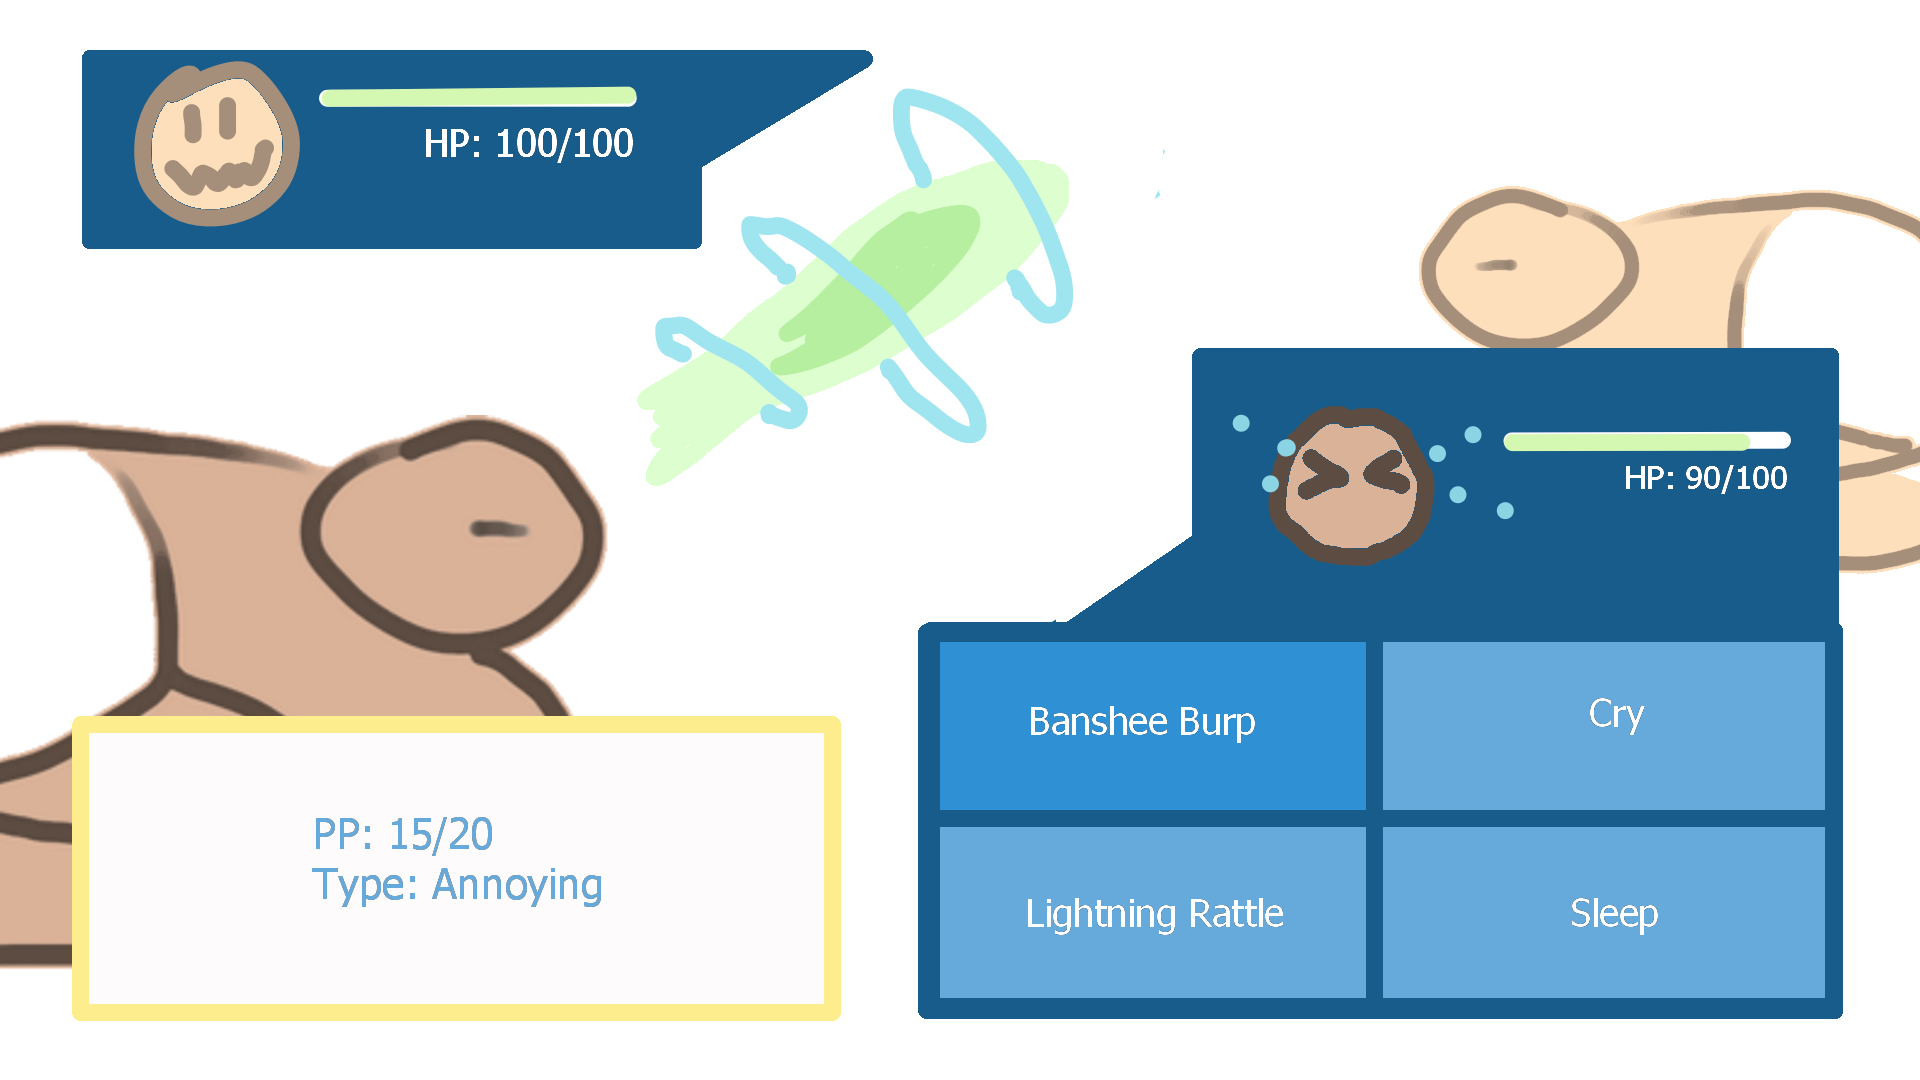 HP: 100/100
HP: 90/100
Banshee Burp
Cry
Lightning Rattle
Sleep
PP: 15/20
Type: Annoying